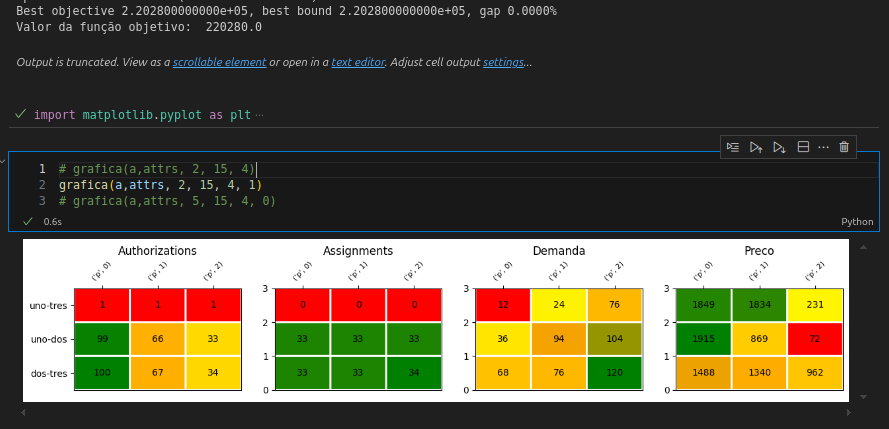 Best objective 2.202800000000e+05, best bound 2.202800000000e+05, gap 0.0000%
Valor da função objetivo:  220280.0
Output is truncated. View as a scrollable element or open in a text editor. Adjust cell output settings...
import matplotlib.pyplot as plt ...
1 # grafica(a,attrs, 2, 15, 4)
2 grafica(a,attrs, 2, 15, 4, 1)
3 # grafica(a,attrs, 5, 15, 4, 0)
0.6s Python
Authorizations Assignments Demanda Preco
('p', 0) ('p', 1) ('p', 2) ('p', 0) ('p', 1) ('p', 2) ('p', 0) ('p', 1) ('p', 2) ('p', 0) ('p', 1) ('p', 2)
3 3 3
uno-tres 1 1 1 0 0 0 12 24 76 1849 1834 231
2 2 2
uno-dos 99 66 33 33 33 33 36 94 104 1915 869 72
1 1 1
dos-tres 100 67 34 33 33 34 68 76 120 1488 1340 962
0 0 0